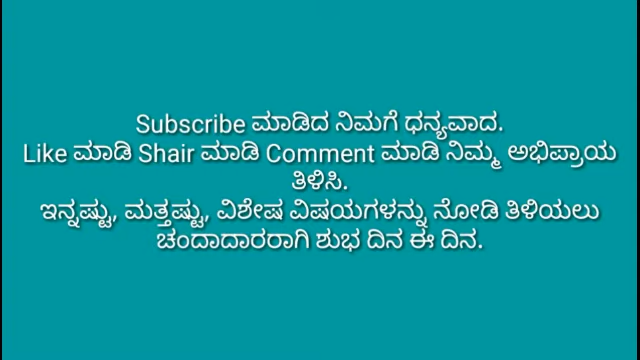 Subscribe ಮಾಡಿದ ನಿಮಗೆ ಧನ್ಯವಾದ.
Like ಮಾಡಿ Shair ಮಾಡಿ Comment ಮಾಡಿ ನಿಮ್ಮ ಅಭಿಪ್ರಾಯ
ತಿಳಿಸಿ.
ಇನ್ನಷ್ಟು, ಮತ್ತಷ್ಟು, ವಿಶೇಷ ವಿಷಯಗಳನ್ನು ನೋಡಿ ತಿಳಿಯಲು
ಚಂದಾದಾರರಾಗಿ ಶುಭ ದಿನ ಈ ದಿನ.